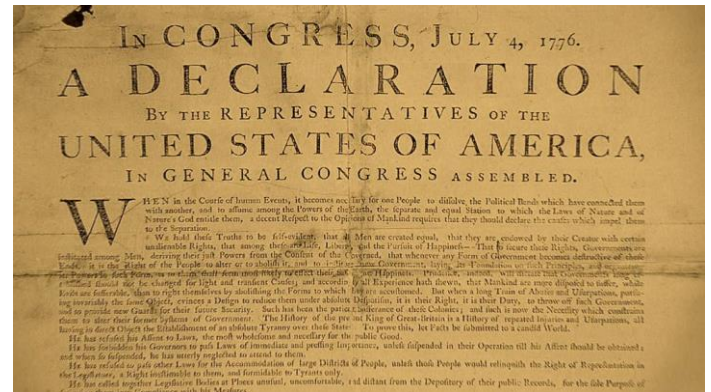 IN CONGRESS, JULY 4, 1776.
A DECLARATION
BY THE REPRESENTATIVES OF THE
UNITED STATES OF AMERICA,
IN GENERAL CONGRESS ASSEMBLED.
WHEN in the Courſe of human Events, it becomes neceſſary for one People to diſſolve the Political Bands which have connected them
with another, and to aſſume among the Powers of the Earth, the ſeparate and equal Station to which the Laws of Nature and of
Nature's God entitle them, a decent Reſpect to the Opinions of Mankind requires that they ſhould declare the cauſes which impel them
to the Separation.
We hold theſe Truths to be ſelf-evident, that all Men are created equal, that they are endowed by their Creator with certain
unalienable Rights, that among theſe are Life, Liberty, and the Purſuit of Happineſs—That to ſecure theſe Rights, Governments are
inſtituted among Men, deriving their juſt Powers from the Conſent of the Governed, that whenever any Form of Government becomes deſtructive of theſe
Ends, it is the Right of the People to alter or to aboliſh it, and to inſtitute new Government, laying its Foundation on ſuch Principles, and
its Powers in ſuch Form, as to them ſhall ſeem moſt likely to effect their and Happineſs. Prudence, indeed, will dictate that Governments long
eſtabliſhed ſhould not be changed for light and tranſient Cauſes; and accordingly all Experience hath ſhewn, that Mankind are more diſpoſed to ſuffer, while
Evils are ſufferable, than to right themſelves by aboliſhing the Forms to which they are accuſtomed. But when a long Train of Abuſes and Uſurpations, purſu-
ing invariably the ſame Object, evinces a Deſign to reduce them under abſolute Deſpotiſm, it is their Right, it is their Duty, to throw off ſuch Government,
and to provide new Guards for their future Security. Such has been the patient Sufferance of theſe Colonies; and ſuch is now the Neceſſity which conſtrains
them to alter their former Syſtems of Government. The Hiſtory of the preſent King of Great-Britain is a Hiſtory of repeated Injuries and Uſurpations, all
having in direct Object the Eſtabliſhment of an abſolute Tyranny over theſe States. To prove this, let Facts be ſubmitted to a candid World.
He has refuſed his Aſſent to Laws, the moſt wholeſome and neceſſary for the public Good.
He has forbidden his Governors to paſs Laws of immediate and preſſing Importance, unleſs ſuſpended in their Operation till his Aſſent ſhould be obtained;
and when ſo ſuſpended, he has utterly neglected to attend to them.
He has refuſed to paſs other Laws for the Accommodation of large Diſtricts of People, unleſs thoſe People would relinquiſh the Right of Repreſentation in
the Legiſlature, a Right ineſtimable to them, and formidable to Tyrants only.
He has called together Legiſlative Bodies at Places unuſual, uncomfortable, and diſtant from the Depoſitory of their public Records, for the ſole Purpoſe of